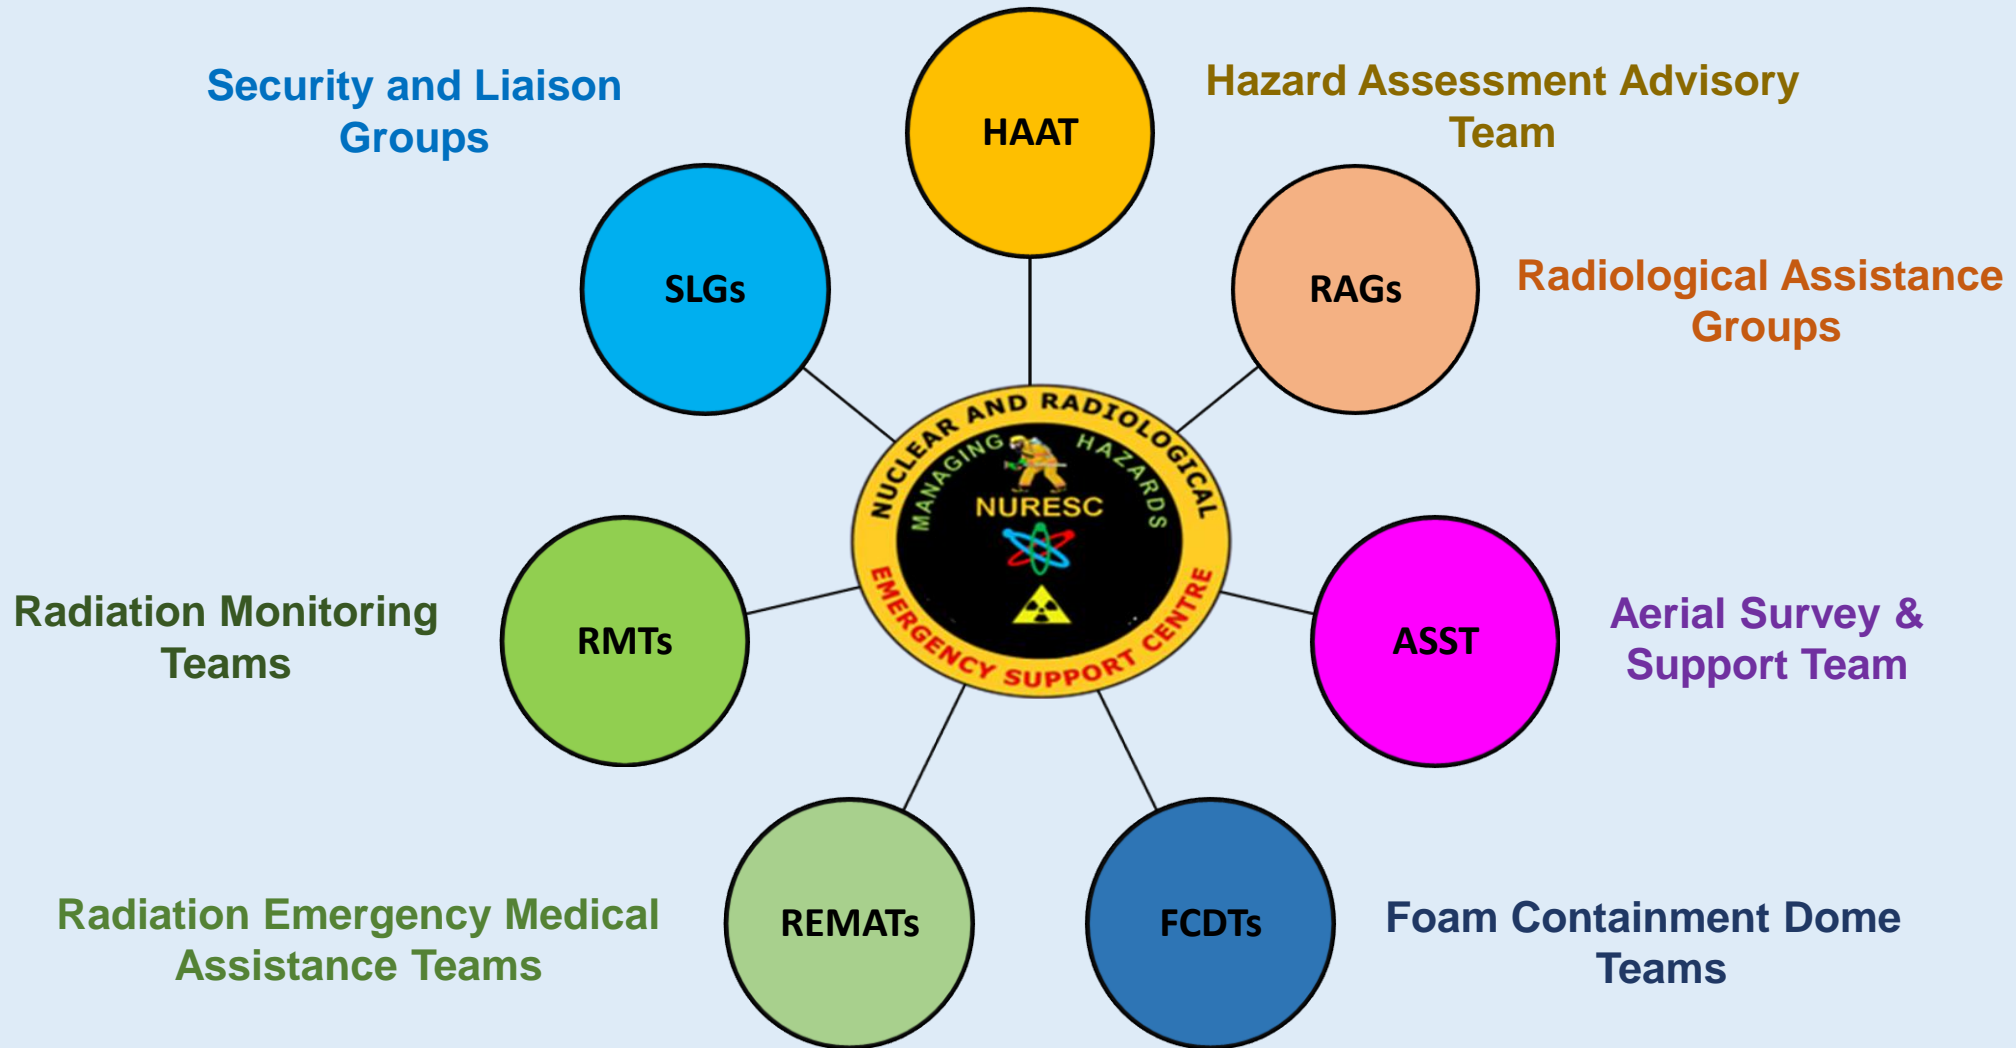 Security and Liaison
Groups
HAAT
Hazard Assessment Advisory
Team
SLGs
RAGs
Radiological Assistance
Groups
NUCLEAR AND RADIOLOGICAL
MANAGING HAZARDS
NURESC
EMERGENCY SUPPORT CENTRE
Radiation Monitoring
Teams
RMTs
ASST
Aerial Survey &
Support Team
Radiation Emergency Medical
Assistance Teams
REMATs
FCDTs
Foam Containment Dome
Teams